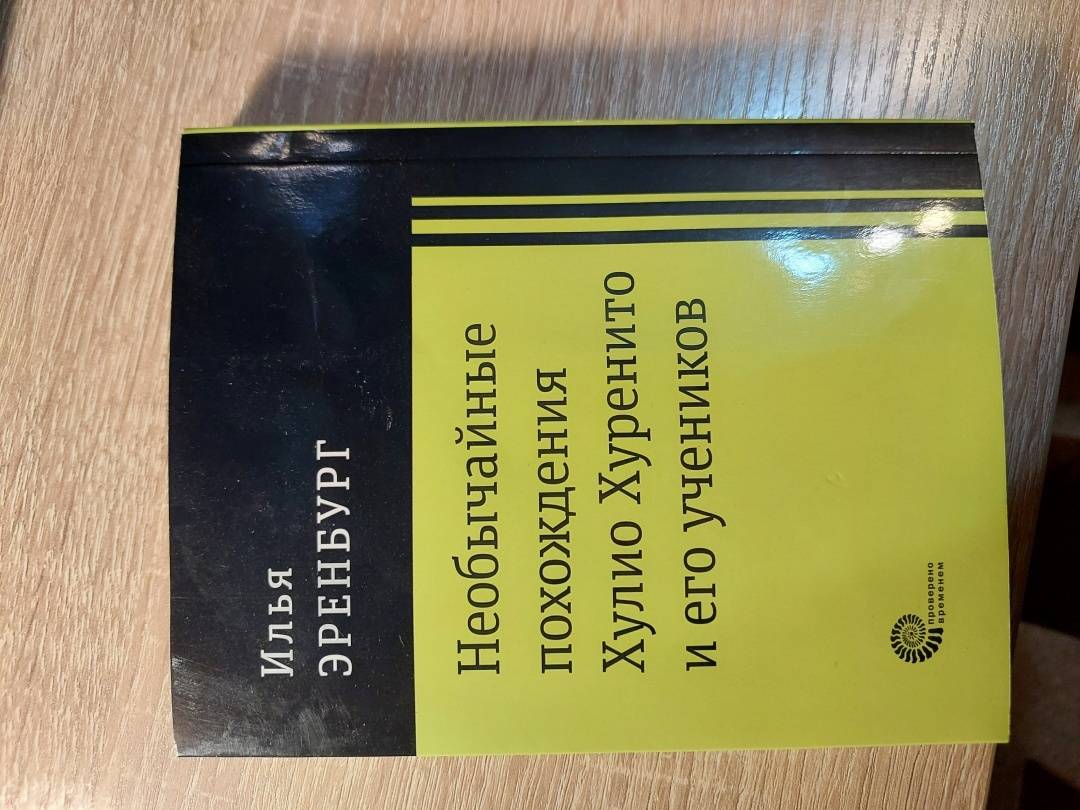 Илья
ЭРЕНБУРГ
Необычайные
похождения
Хулио Хуренито
и его учеников
проверено
временем